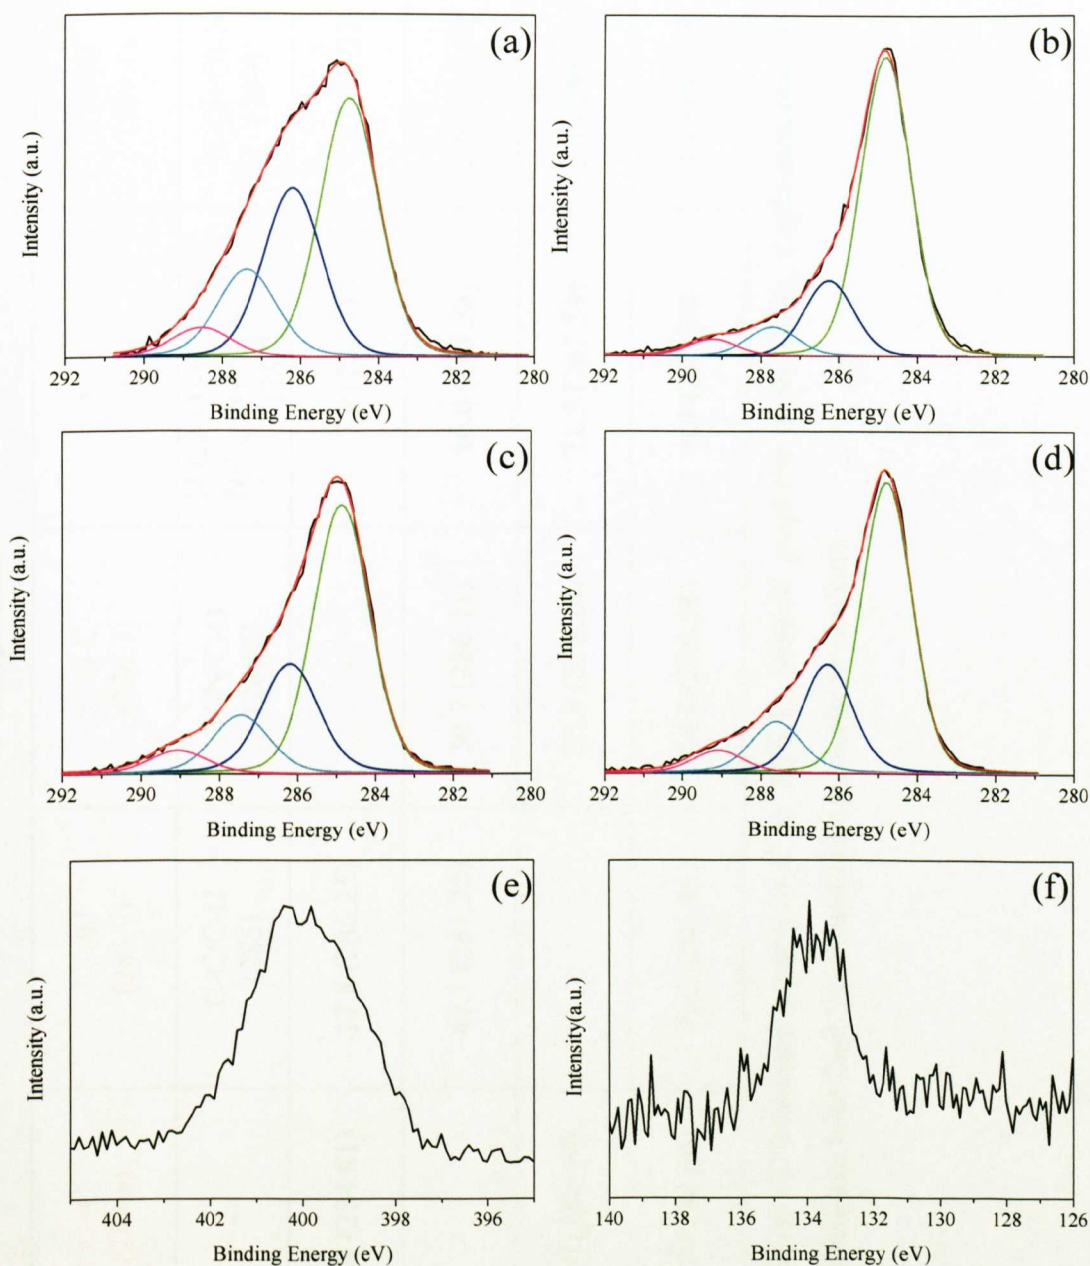 (a)
(b)
Intensity (a.u.)
Intensity (a.u.)
292 290 288 286 284 282 280
292 290 288 286 284 282 280
Binding Energy (eV)
Binding Energy (eV)
(c)
(d)
Intensity (a.u.)
Intensity (a.u.)
292 290 288 286 284 282 280
292 290 288 286 284 282 280
Binding Energy (eV)
Binding Energy (eV)
(e)
(f)
Intensity (a.u.)
Intensity(a.u.)
404 402 400 398 396
140 138 136 134 132 130 128 126
Binding Energy (eV)
Binding Energy (eV)